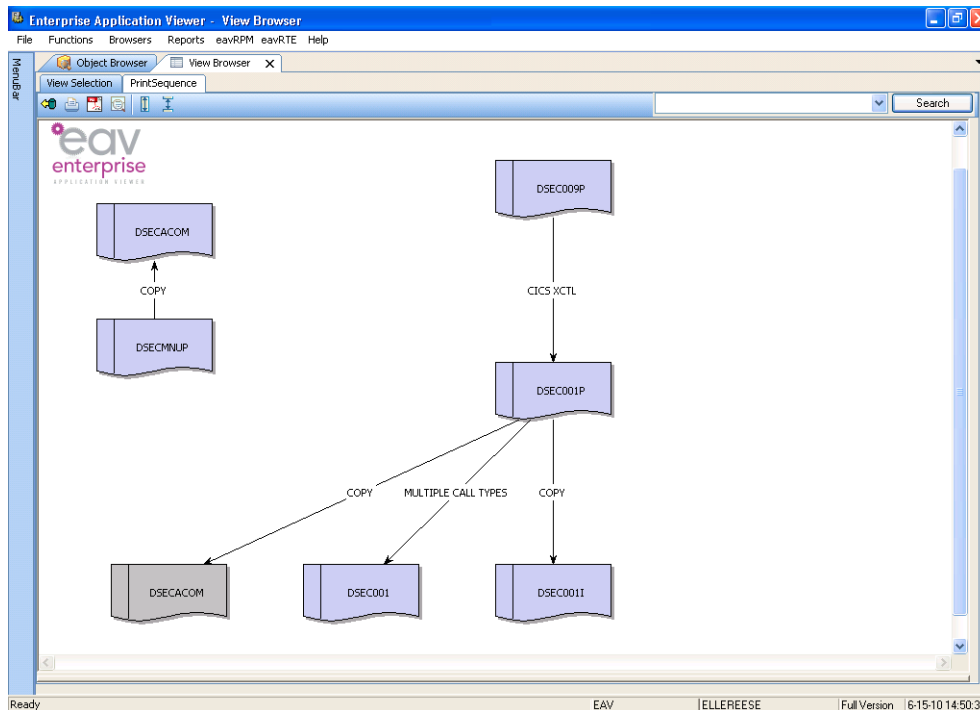 Enterprise Application Viewer - View Browser
File Functions Browsers Reports eavRPM eavRTE Help
MenuBar
Object Browser View Browser X
View Selection PrintSequence
Search
eav
enterprise
APPLICATION VIEWER
DSEC009P
DSECACOM
COPY
CICS XCTL
DSECMNUP
DSEC001P
COPY MULTIPLE CALL TYPES COPY
DSECACOM DSEC001 DSEC001I
Ready EAV ELLEREESE Full Version 6-15-10 14:50:3